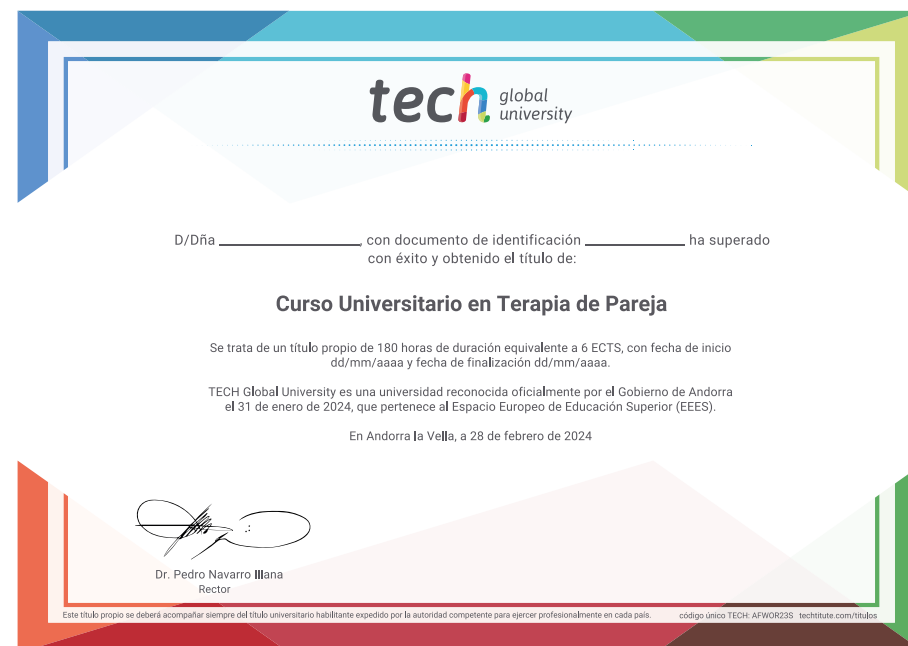 tech global university
D/Dña ____________________, con documento de identificación ______________ ha superado
con éxito y obtenido el título de:
Curso Universitario en Terapia de Pareja
Se trata de un título propio de 180 horas de duración equivalente a 6 ECTS, con fecha de inicio
dd/mm/aaaa y fecha de finalización dd/mm/aaaa.
TECH Global University es una universidad reconocida oficialmente por el Gobierno de Andorra
el 31 de enero de 2024, que pertenece al Espacio Europeo de Educación Superior (EEES).
En Andorra la Vella, a 28 de febrero de 2024
Dr. Pedro Navarro Illana
Rector
Este título propio se deberá acompañar siempre del título universitario habilitante expedido por la autoridad competente para ejercer profesionalmente en cada país. código único TECH: AFWOR23S techtitute.com/titulos